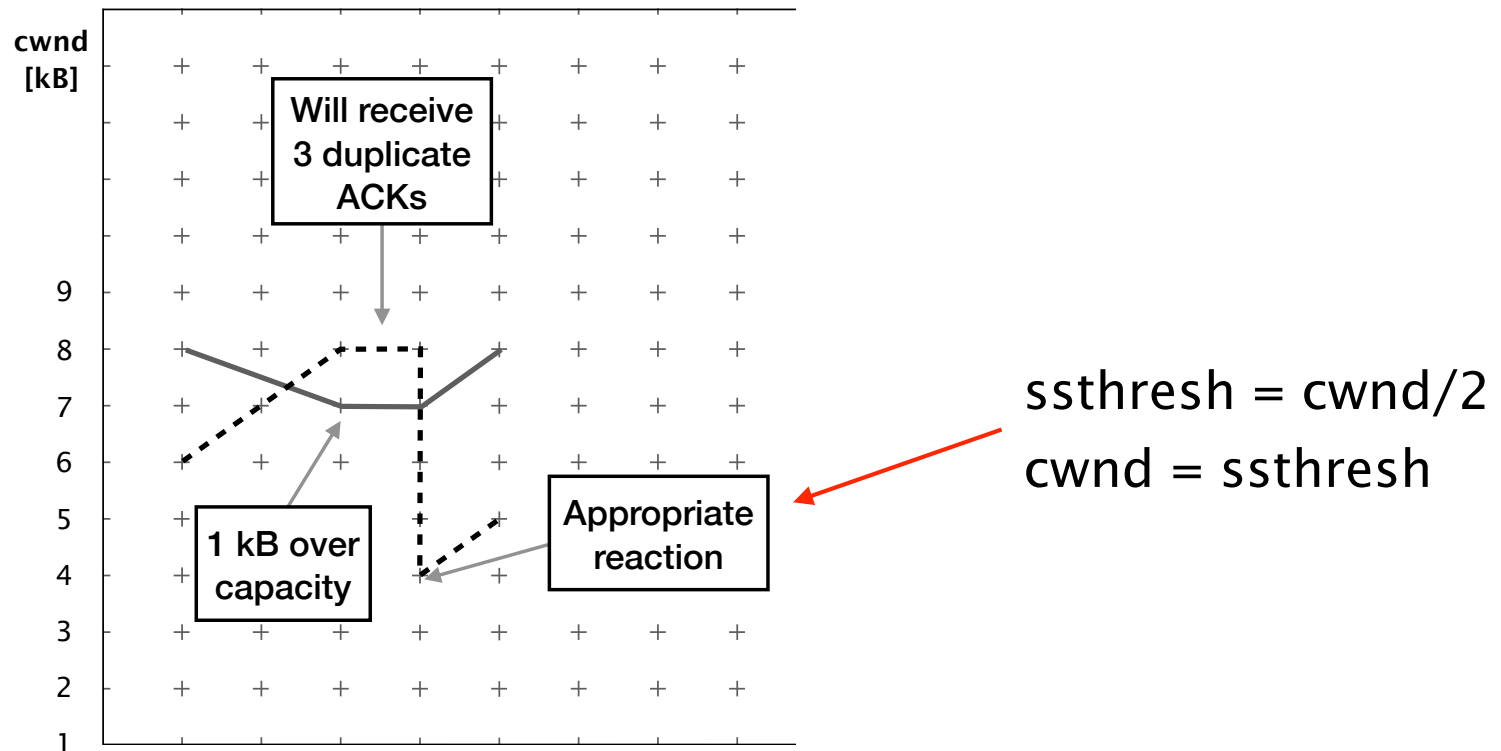 cwnd
[kB]
Will receive
3 duplicate
ACKs
9
8
7
6
5
4
3
2
1
1 kB over
capacity
Appropriate
reaction
ssthresh = cwnd/2
cwnd = ssthresh